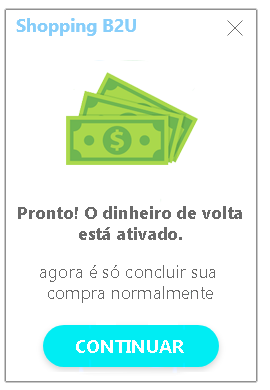 Shopping B2U
Pronto! O dinheiro de volta
está ativado.
agora é só concluir sua
compra normalmente
CONTINUAR